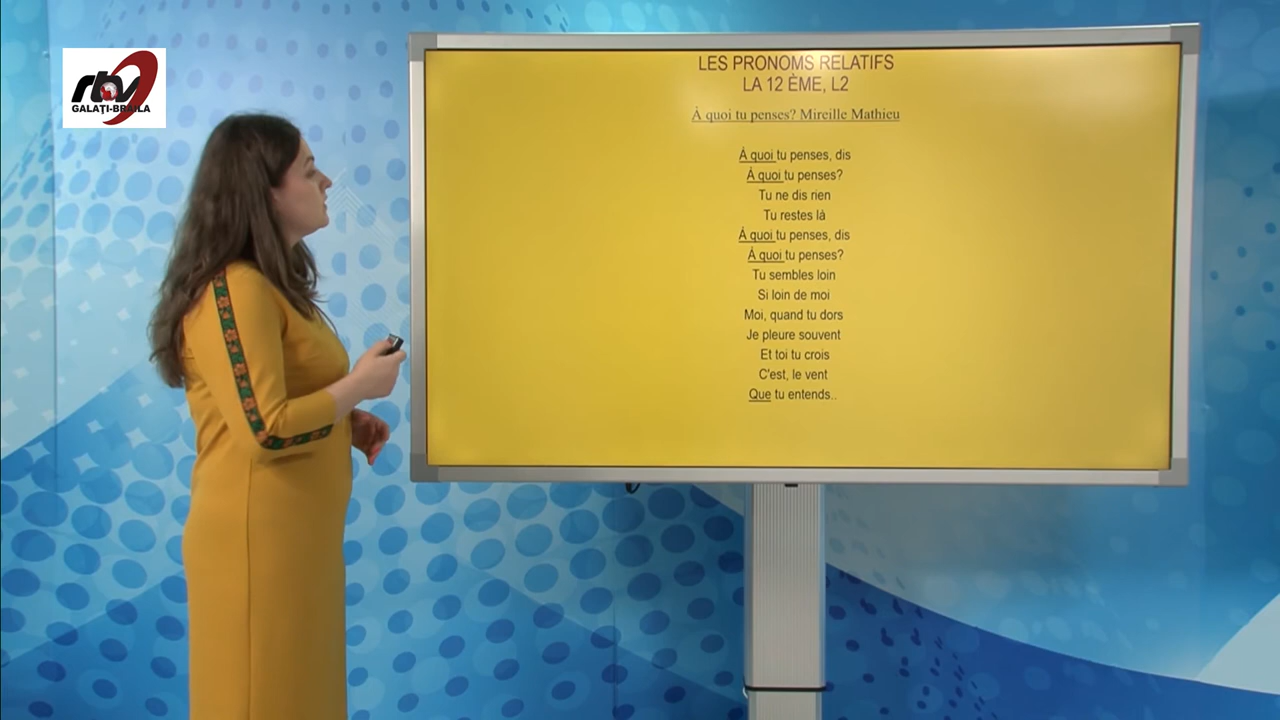 rtv
GALAȚI-BRĂILA
LES PRONOMS RELATIFS
LA 12 ÈME, L2
À quoi tu penses? Mireille Mathieu
À quoi tu penses, dis
À quoi tu penses?
Tu ne dis rien
Tu restes là
À quoi tu penses, dis
À quoi tu penses?
Tu sembles loin
Si loin de moi
Moi, quand tu dors
Je pleure souvent
Et toi tu crois
C'est, le vent
Que tu entends..